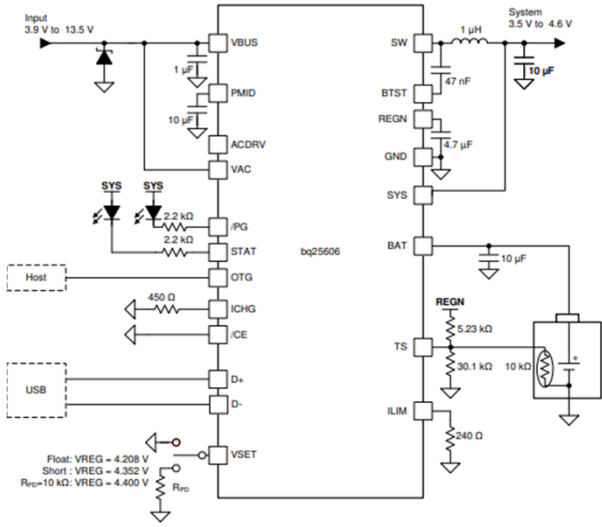 Input
3.9 V to 13.5 V
System
3.5 V to 4.6 V
VBUS
SW
1 µH
1 µF
10 µF
47 nF
PMID
BTST
10 µF
REGN
ACDRV
4.7 µF
VAC
GND
SYS
SYS
SYS
2.2 kΩ
/PG
2.2 kΩ
STAT
bq25606
BAT
10 µF
Host
OTG
450 Ω
ICHG
REGN
/CE
5.23 kΩ
TS
30.1 kΩ
10 kΩ
+
USB
D+
D-
ILIM
240 Ω
VSET
Float: VREG = 4.208 V
Short : VREG = 4.352 V
RPD=10 kΩ: VREG = 4.400 V
RPD